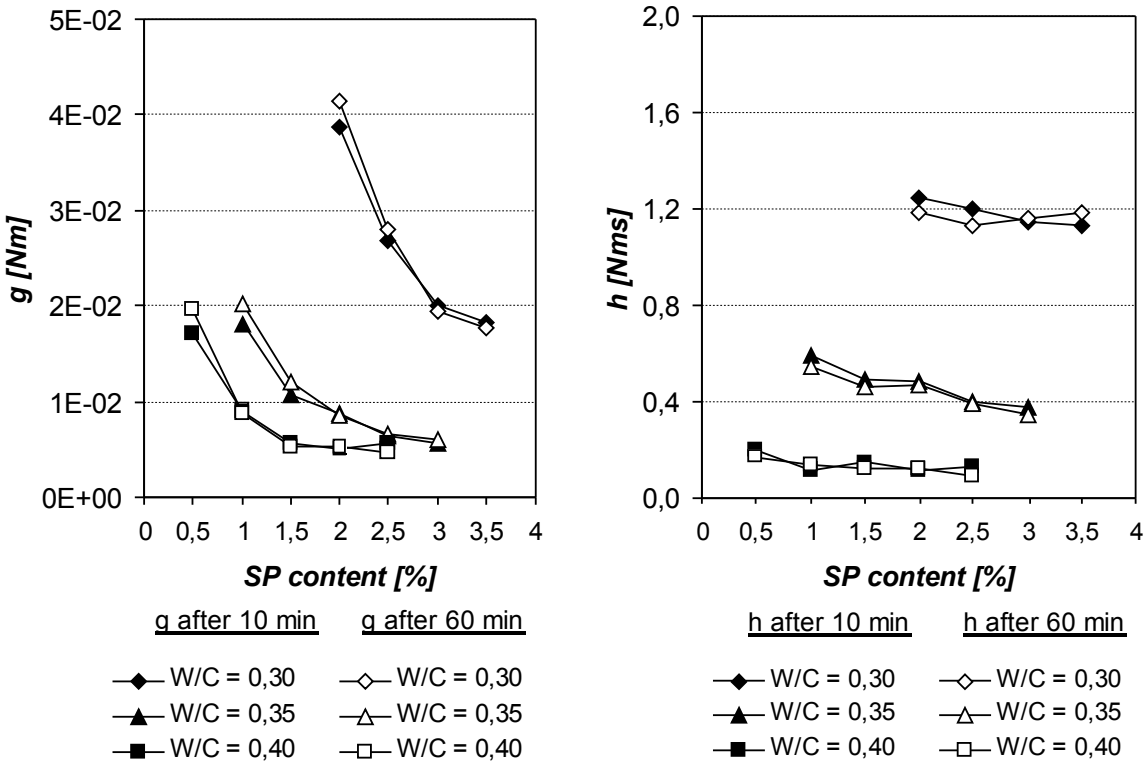 5E-02
4E-02
3E-02
2E-02
1E-02
0E+00
g [Nm]
0 0,5 1 1,5 2 2,5 3 3,5 4
SP content [%]
g after 10 min g after 60 min
W/C = 0,30 W/C = 0,30
W/C = 0,35 W/C = 0,35
W/C = 0,40 W/C = 0,40
2,0
1,6
1,2
0,8
0,4
0,0
h [Nms]
0 0,5 1 1,5 2 2,5 3 3,5 4
SP content [%]
h after 10 min h after 60 min
W/C = 0,30 W/C = 0,30
W/C = 0,35 W/C = 0,35
W/C = 0,40 W/C = 0,40